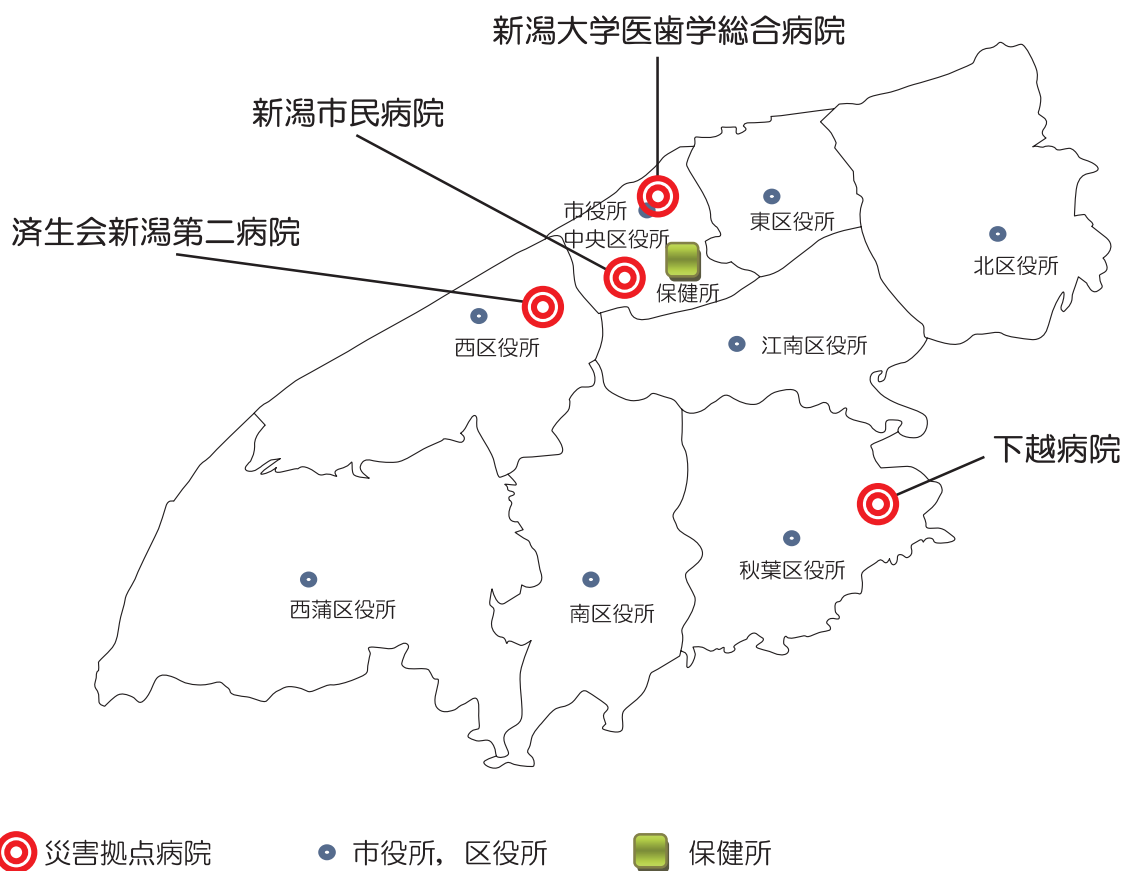 新潟大学医歯学総合病院
新潟市民病院
済生会新潟第二病院
市役所
中央区役所
東区役所
北区役所
保健所
西区役所
江南区役所
下越病院
秋葉区役所
西蒲区役所
南区役所
災害拠点病院
市役所，区役所
保健所